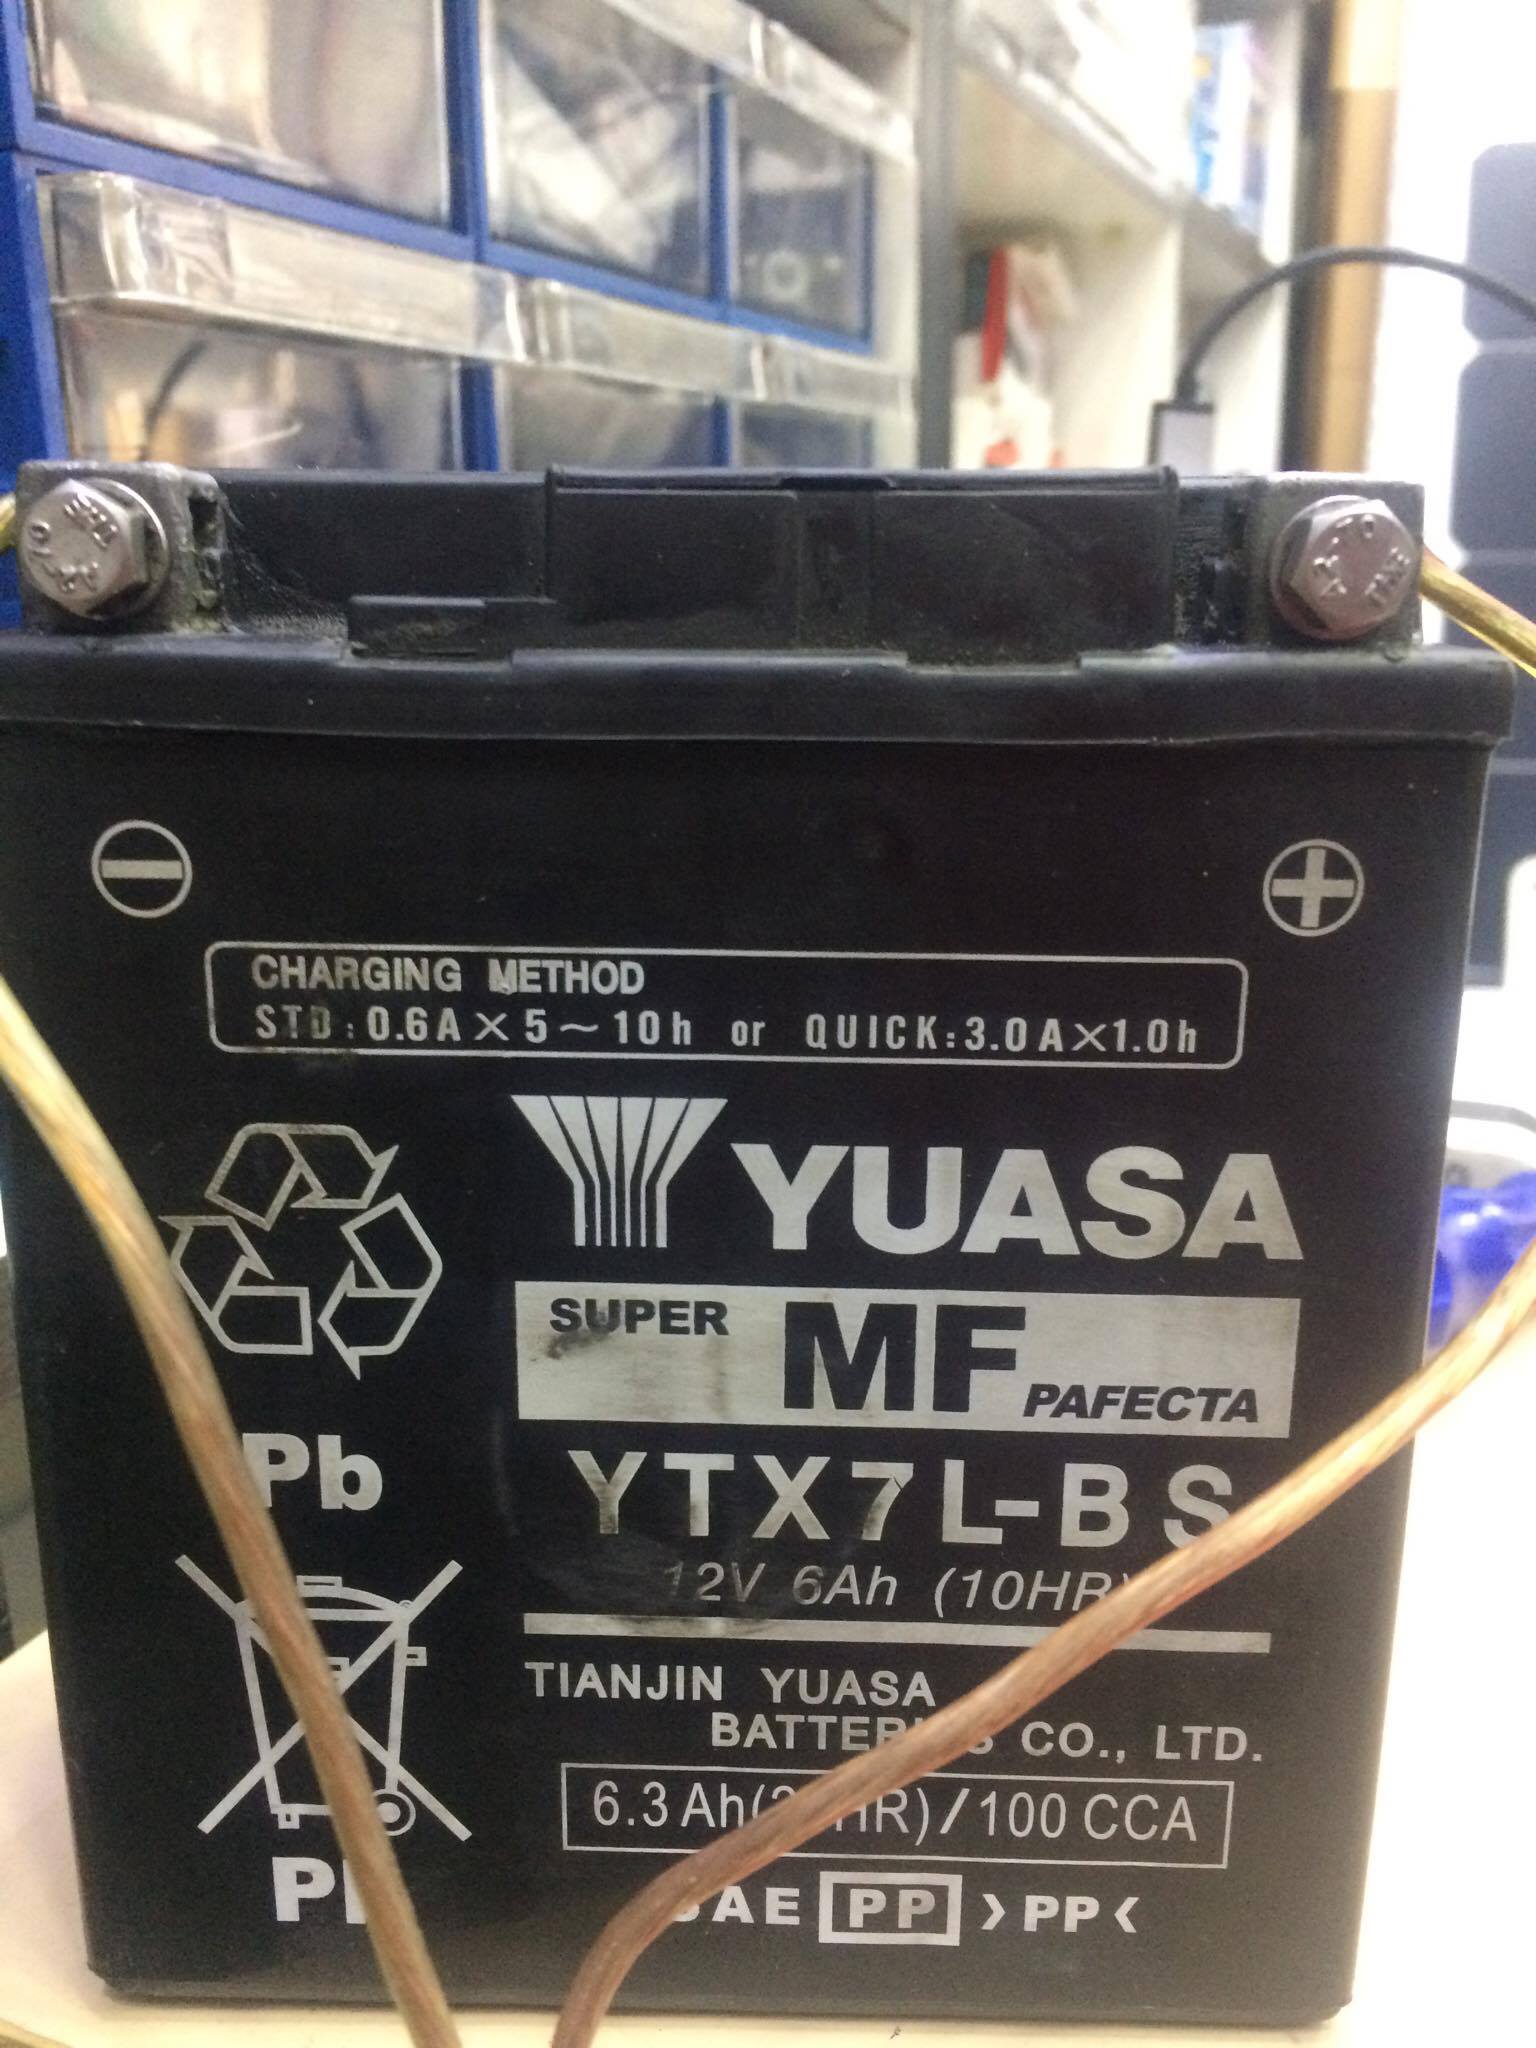 CHARGING METHOD
STD: 0.6A × 5～10h or QUICK: 3.0A×1.0h
YUASA
SUPER MF PAFECTA
Pb
YTX7L-BS
12V 6Ah (10HR)
TIANJIN YUASA
CO., LTD.
6.3 Ah /100 CCA
PP >PP<